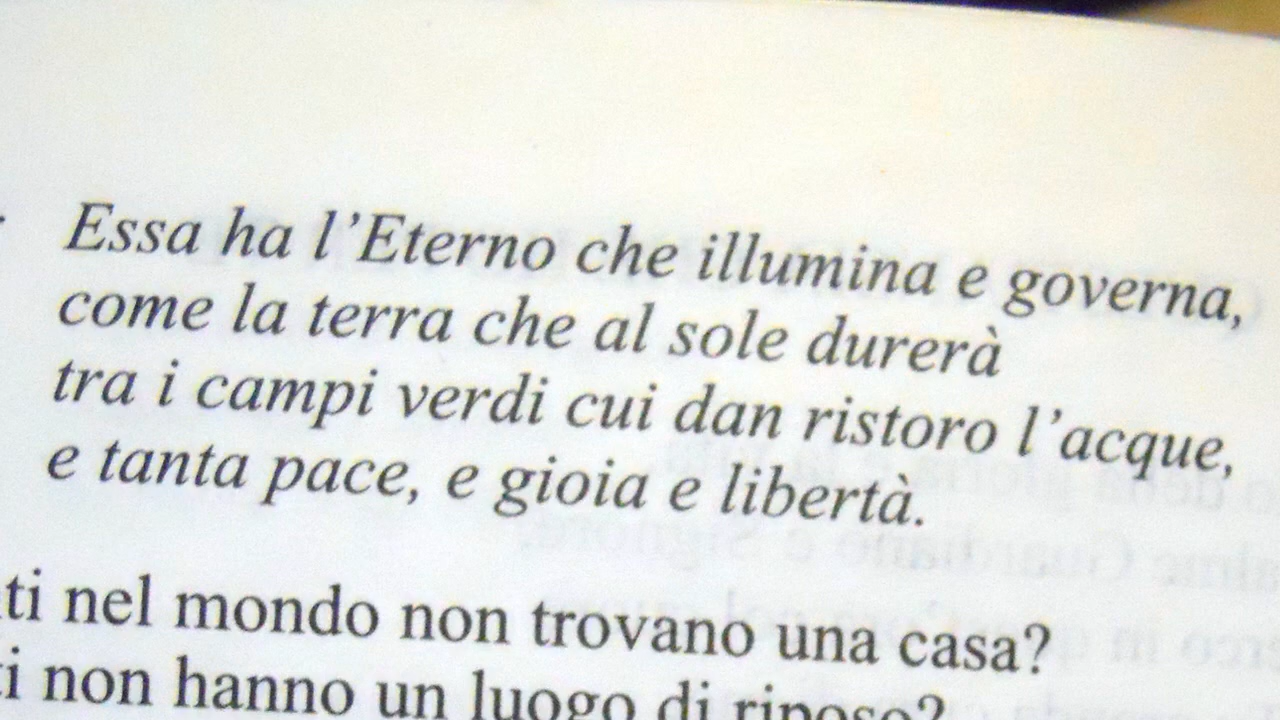 Essa ha l'Eterno che illumina e governa,
come la terra che al sole durerà
tra i campi verdi cui dan ristoro l'acque,
e tanta pace, e gioia e libertà.
nel mondo non trovano una casa?
non hanno un luogo di riposo?